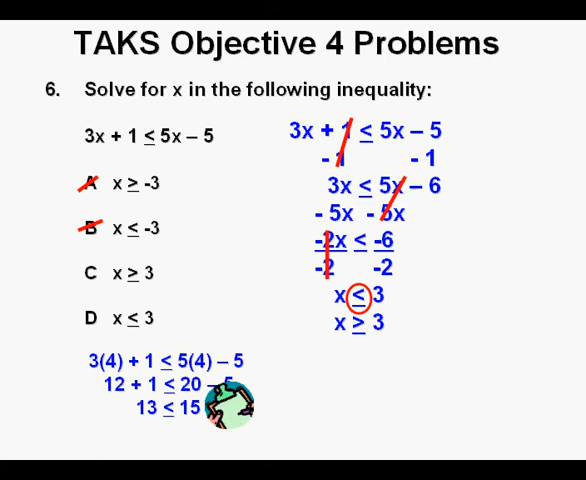 TAKS Objective 4 Problems
6. Solve for x in the following inequality:
3x + 1 ≤ 5x – 5
A x ≥ -3
B x ≤ -3
C x ≥ 3
D x ≤ 3
3(4) + 1 ≤ 5(4) – 5
12 + 1 ≤ 20 – 5
13 ≤ 15
3x + 1 ≤ 5x – 5
- 1 - 1
3x ≤ 5x – 6
- 5x - 5x
-2x ≤ -6
-2 -2
x ≤ 3
x ≥ 3